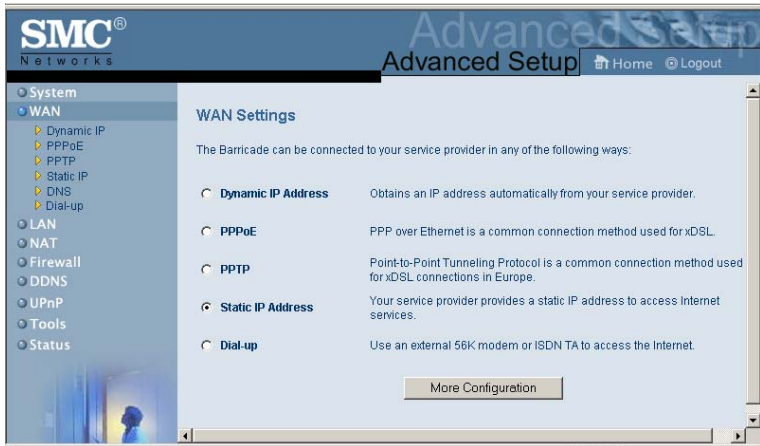 SMC®
Networks
Advanced Setup
Advanced Setup
Home
Logout
System
WAN
Dynamic IP
PPPoE
PPTP
Static IP
DNS
Dial-up
LAN
NAT
Firewall
DDNS
UPnP
Tools
Status
WAN Settings
The Barricade can be connected to your service provider in any of the following ways:
Dynamic IP Address Obtains an IP address automatically from your service provider.
PPPoE PPP over Ethernet is a common connection method used for xDSL.
PPTP Point-to-Point Tunneling Protocol is a common connection method used
for xDSL connections in Europe.
Static IP Address Your service provider provides a static IP address to access Internet
services.
Dial-up Use an external 56K modem or ISDN TA to access the Internet.
More Configuration